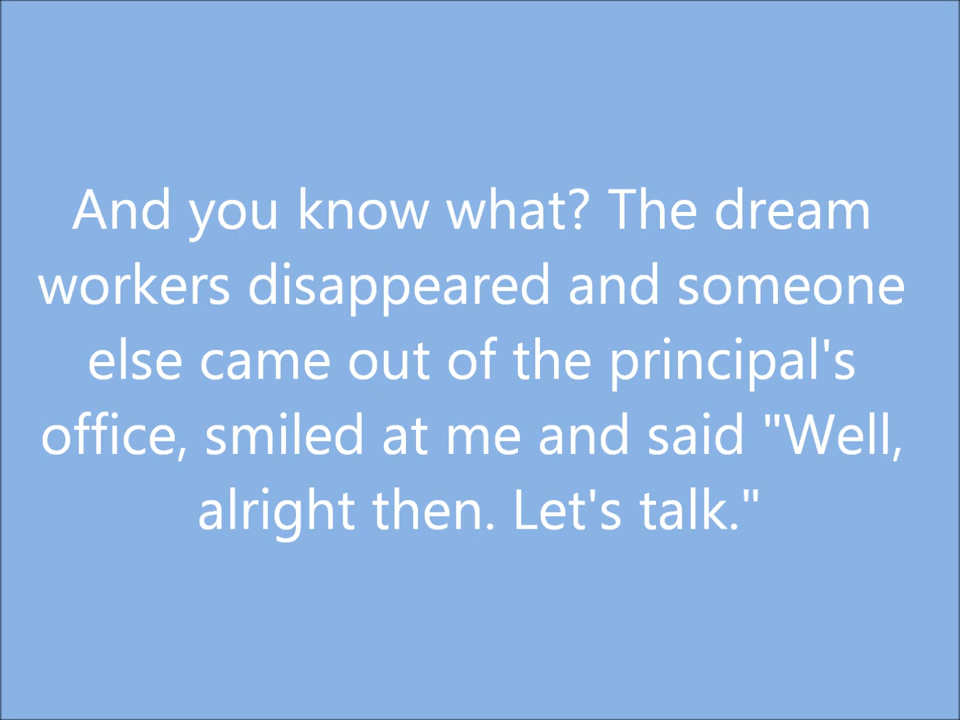 And you know what? The dream
workers disappeared and someone
else came out of the principal's
office, smiled at me and said "Well,
alright then. Let's talk."